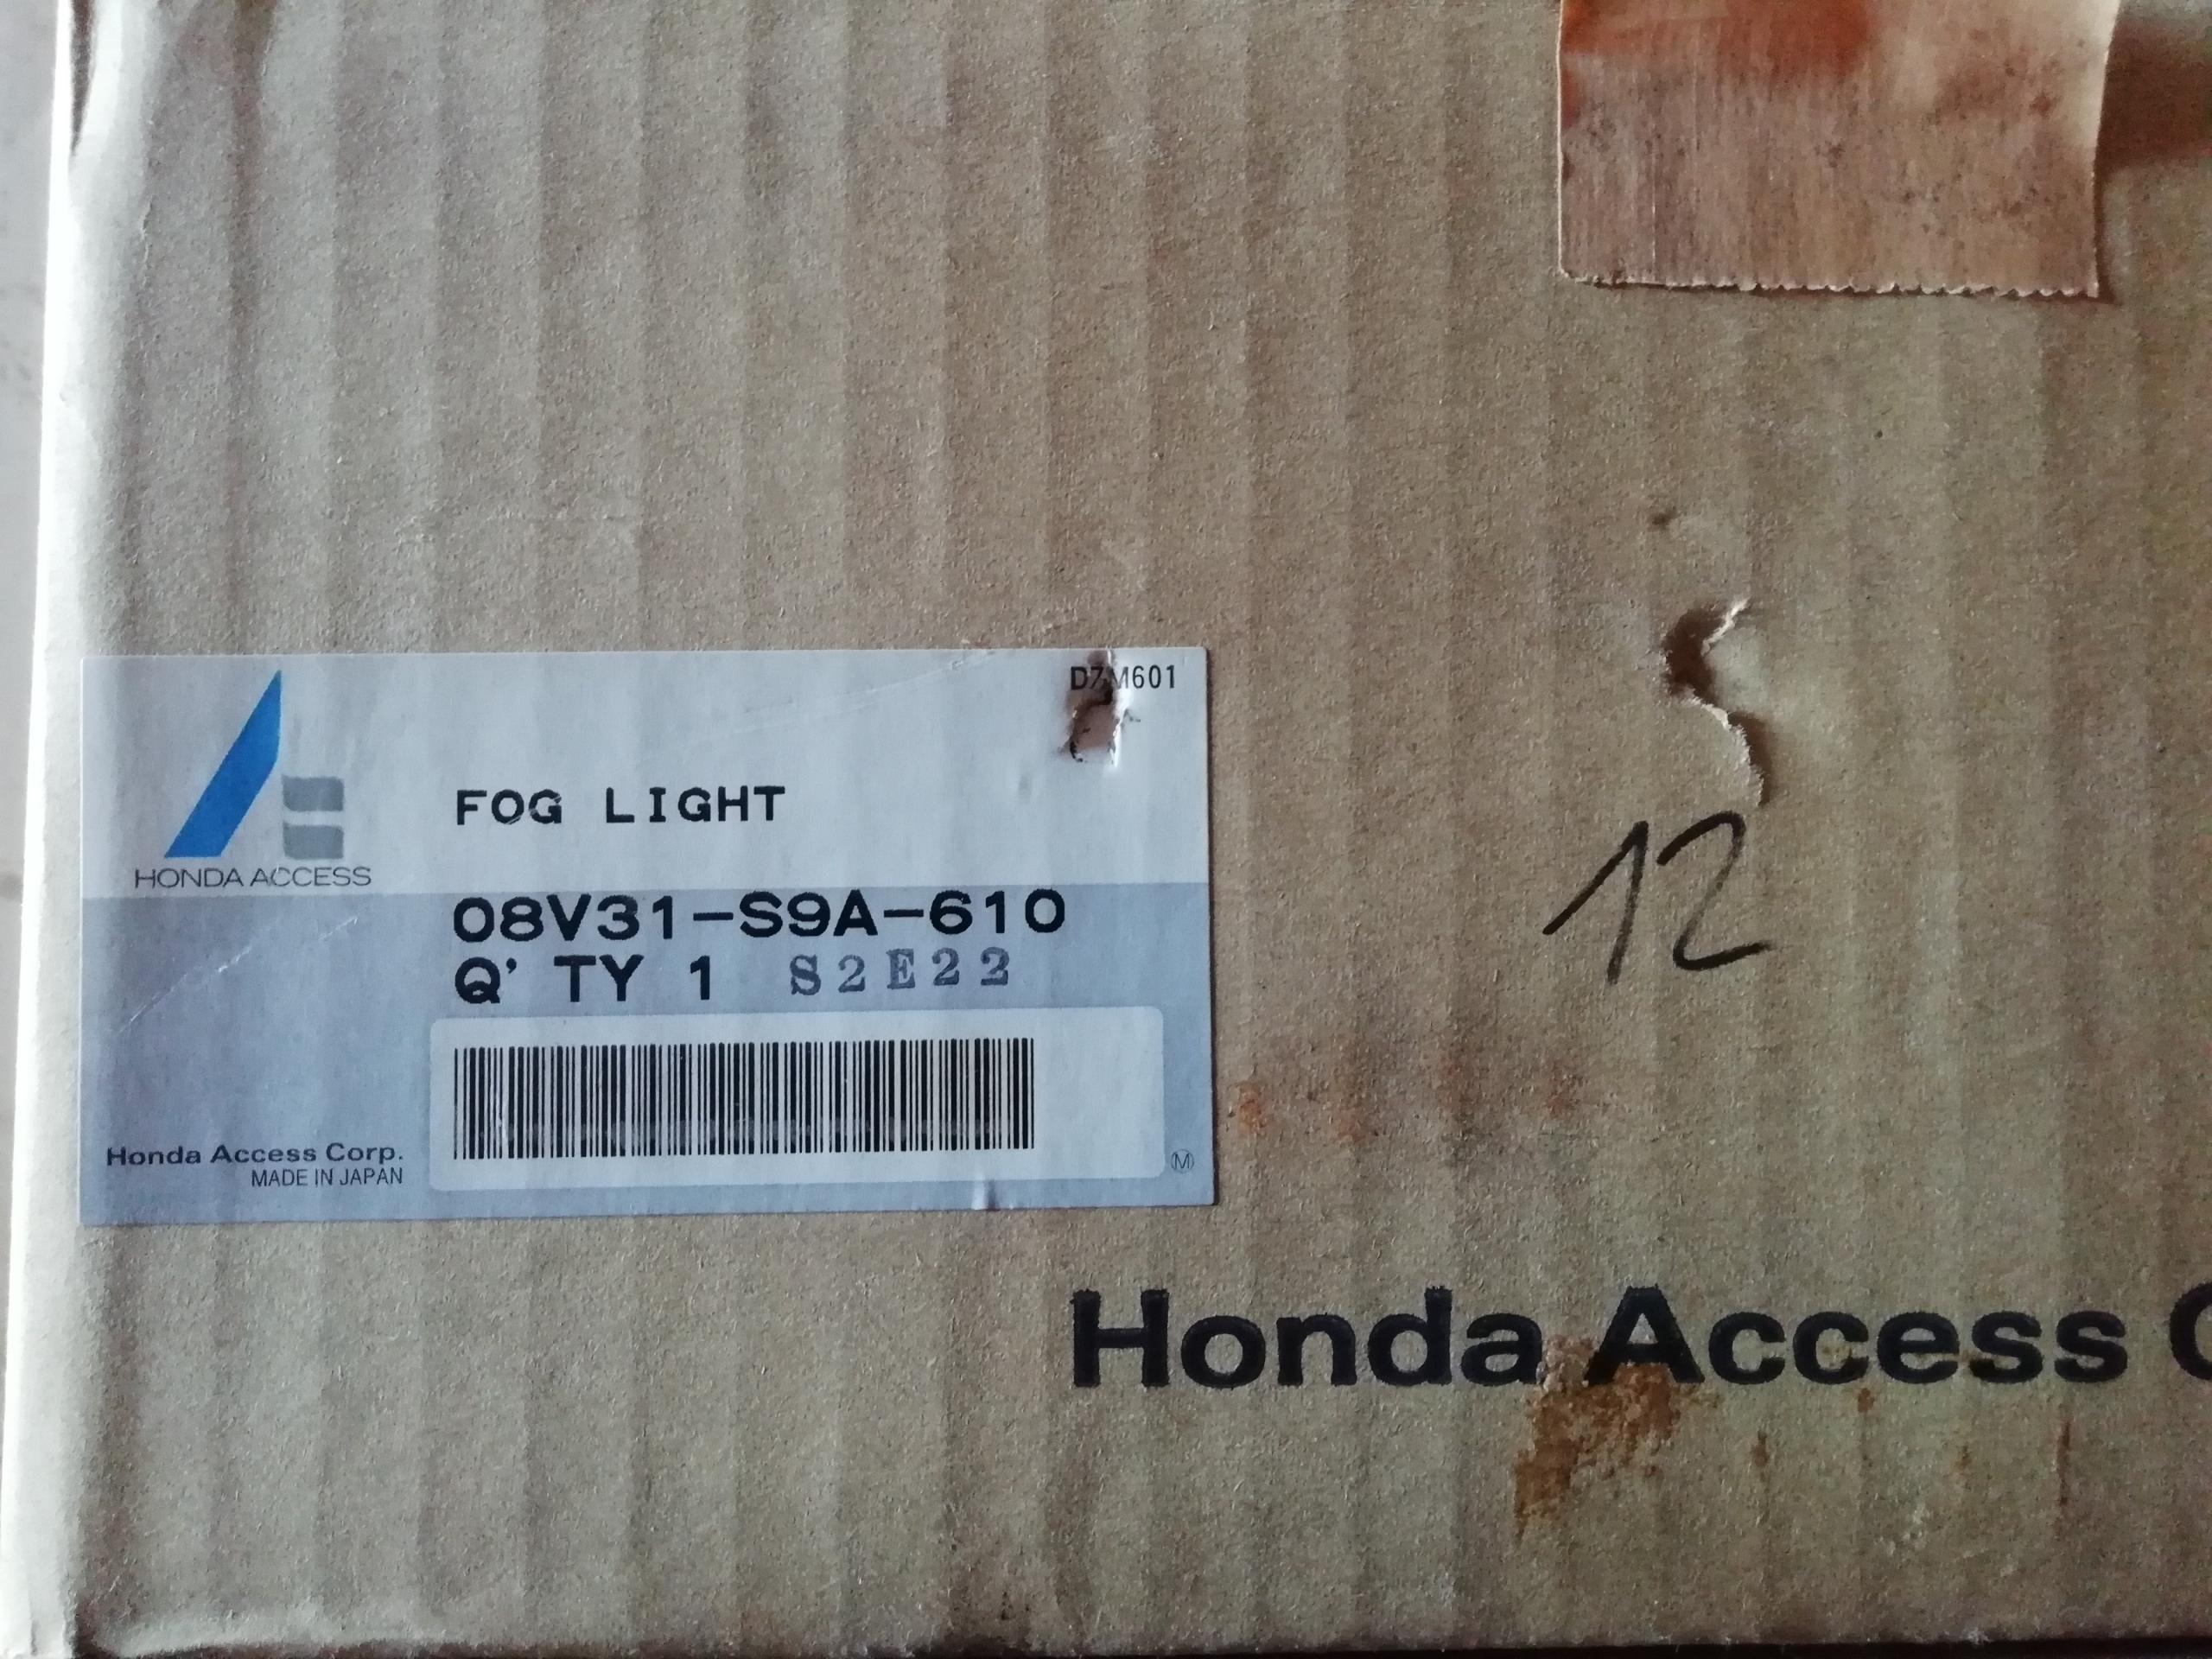 D7M601
FOG LIGHT
HONDA ACCESS
08V31-S9A-610
Q' TY 1 S2E22
Honda Access Corp.
MADE IN JAPAN
M
12
Honda Access C